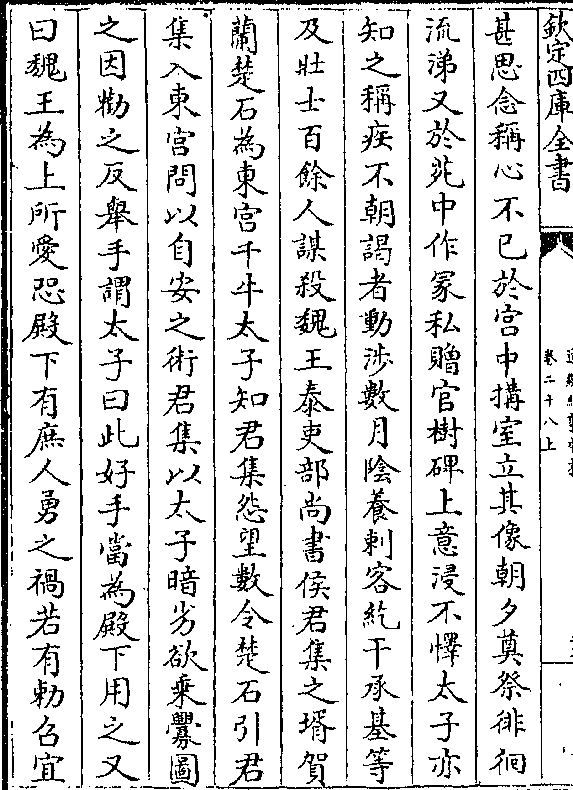 欽定四庫全書
卷二十八上
甚思念稱心不已於宮中搆室立其像朝夕奠祭徘徊
流涕又於苑中作冢私贈官樹碑上意浸不懌太子亦
知之稱疾不朝謁者動涉數月陰養刺客紇干承基等
及壯士百餘人謀殺魏王泰吏部尚書侯君集之壻賀
蘭楚石為東宮千牛太子知君集怨望數令楚石引君
集入東宮問以自安之術君集以太子暗劣欲乗釁圖
之因勸之反舉手謂太子曰此好手當為殿下用之又
曰魏王為上所愛恐殿下有庶人勇之禍若有勅召宜